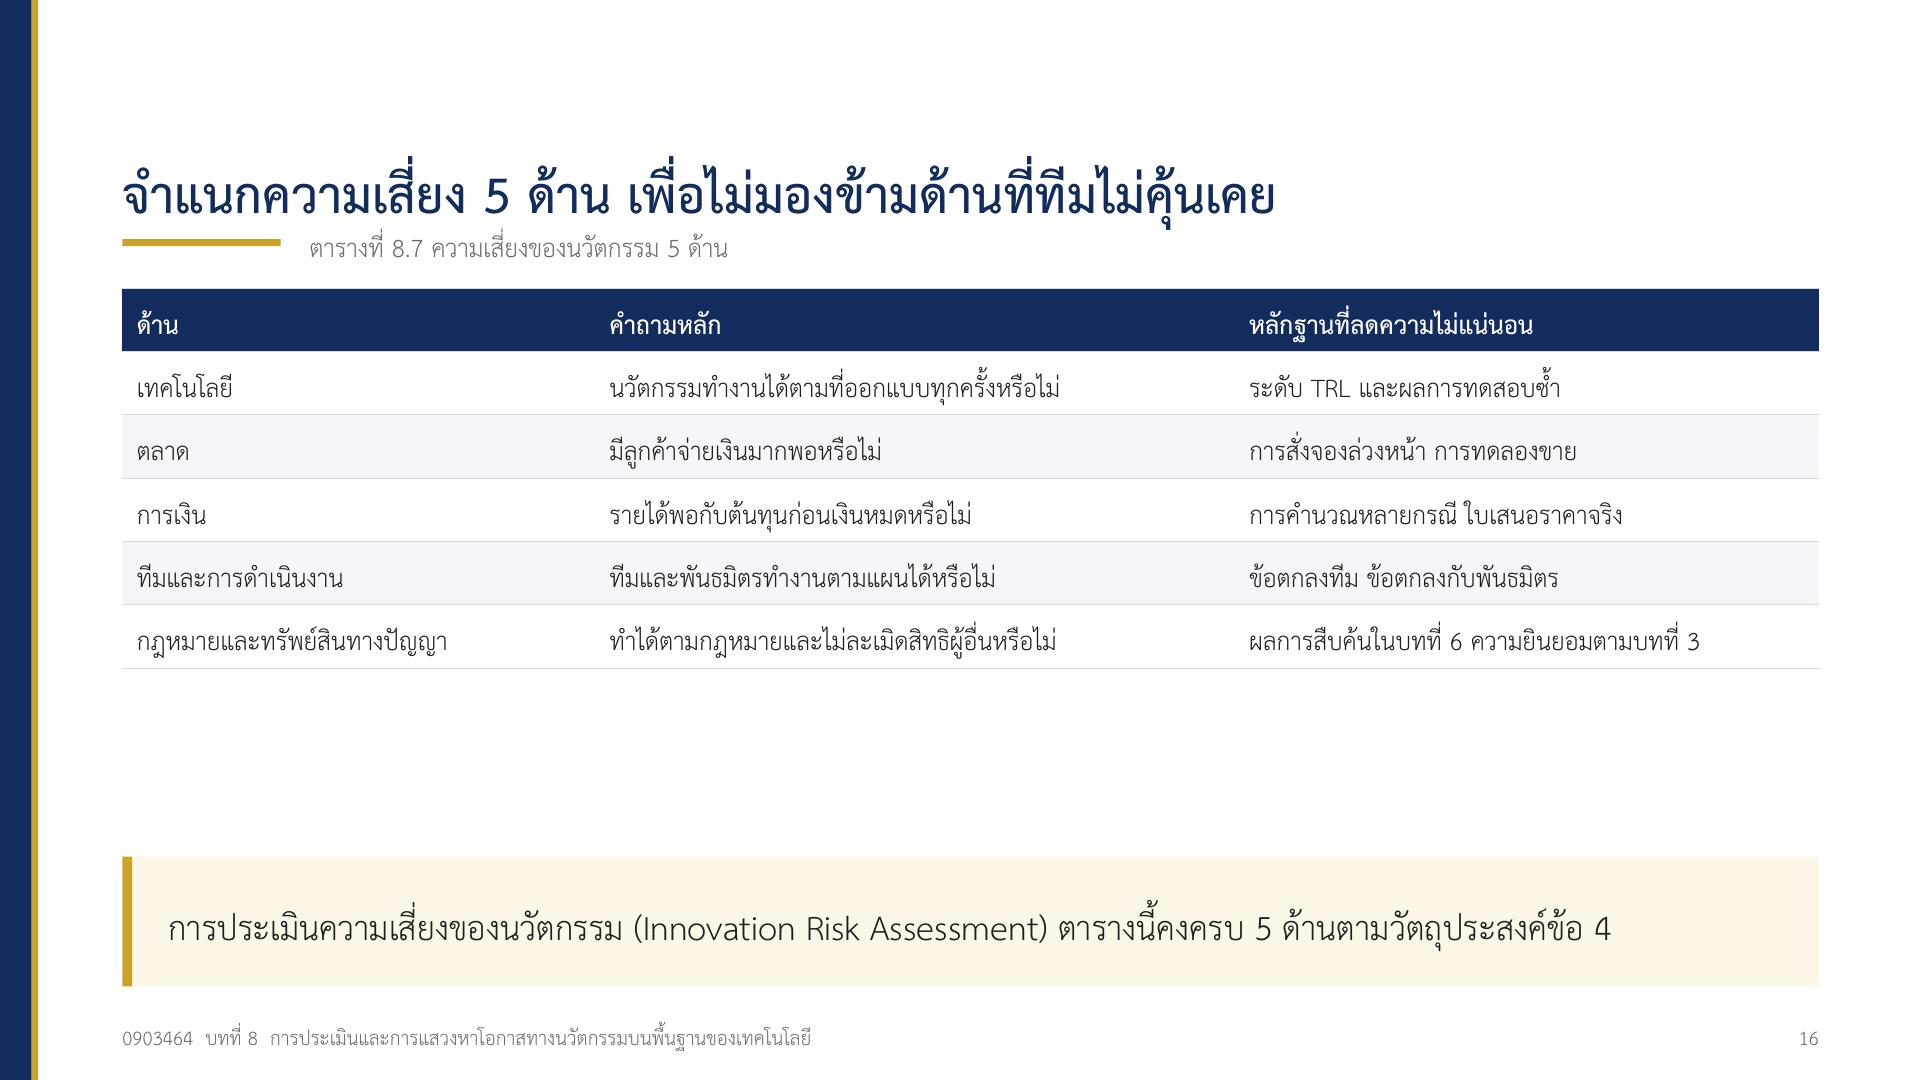 จำแนกความเสี่ยง 5 ด้าน เพื่อไม่มองข้ามด้านที่ทีมไม่คุ้นเคย
ตารางที่ 8.7 ความเสี่ยงของนวัตกรรม 5 ด้าน
ด้าน คำถามหลัก หลักฐานที่ลดความไม่แน่นอน
เทคโนโลยี นวัตกรรมทำงานได้ตามที่ออกแบบทุกครั้งหรือไม่ ระดับ TRL และผลการทดสอบซ้ำ
ตลาด มีลูกค้าจ่ายเงินมากพอหรือไม่ การสั่งจองล่วงหน้า การทดลองขาย
การเงิน รายได้พอกับต้นทุนก่อนเงินหมดหรือไม่ การคำนวณหลายกรณี ใบเสนอราคาจริง
ทีมและการดำเนินงาน ทีมและพันธมิตรทำงานตามแผนได้หรือไม่ ข้อตกลงทีม ข้อตกลงกับพันธมิตร
กฎหมายและทรัพย์สินทางปัญญา ทำได้ตามกฎหมายและไม่ละเมิดสิทธิผู้อื่นหรือไม่ ผลการสืบค้นในบทที่ 6 ความยินยอมตามบทที่ 3
การประเมินความเสี่ยงของนวัตกรรม (Innovation Risk Assessment) ตารางนี้คงครบ 5 ด้านตามวัตถุประสงค์ข้อ 4
0903464 บทที่ 8 การประเมินและการแสวงหาโอกาสทางนวัตกรรมบนพื้นฐานของเทคโนโลยี 16